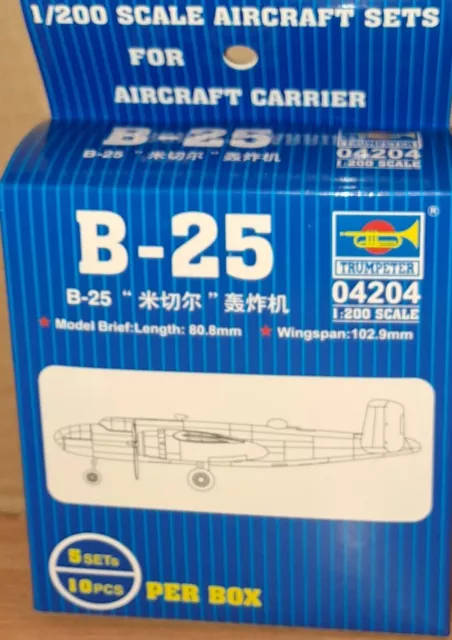 1/200 SCALE AIRCRAFT SETS
FOR
AIRCRAFT CARRIER
B-25
B-25 “米切尔”轰炸机
04204
1:200 SCALE
B-25
®
TRUMPETER
B-25 “米切尔”轰炸机
04204
1:200 SCALE
★ Model Brief:Length: 80.8mm ★ Wingspan:102.9mm
5 SETs
10 PCS
PER BOX